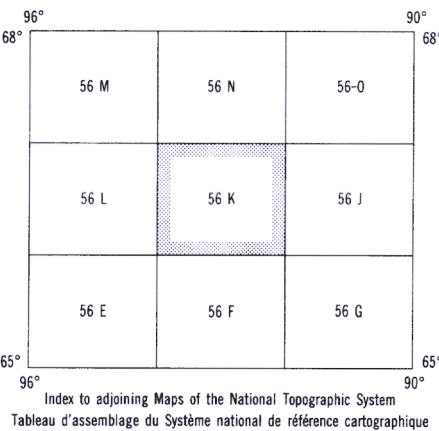 96° 90°
68° 68°
56 M 56 N 56-O
56 L 56 K 56 J
56 E 56 F 56 G
65° 65°
96° 90°
Index to adjoining Maps of the National Topographic System
Tableau d'assemblage du Système national de référence cartographique